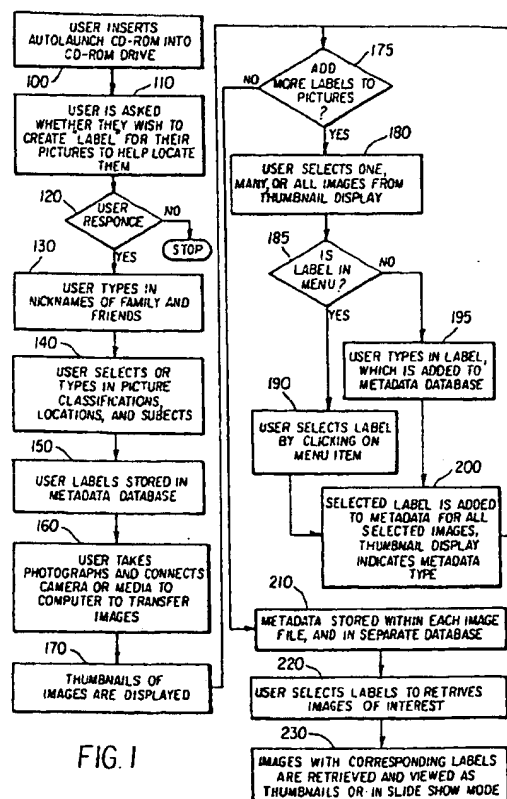 USER INSERTS
AUTOLAUNCH CD-ROM INTO
CD-ROM DRIVE
100
110
USER IS ASKED
WHETHER THEY WISH TO
CREATE "LABEL" FOR THEIR
PICTURES TO HELP LOCATE
THEM
120
USER
RESPONCE
NO
STOP
YES
130
USER TYPES IN
NICKNAMES OF FAMILY AND
FRIENDS
140
USER SELECTS OR
TYPES IN PICTURE
CLASSIFICATIONS,
LOCATIONS, AND SUBECTS
150
USER LABELS STORED IN
METADATA DATABASE
160
USER TAKES
PHOTOGRAPHS AND CONNECTS
CAMERA OR MEDIA TO
COMPUTER TO TRANSFER
IMAGES
170
THUMBNAILS OF
IMAGES ARE DISPLAYED
FIG. 1
175
NO
ADD
MORE LABELS TO
PICTURES
?
YES
180
USER SELECTS ONE,
MANY, OR ALL IMAGES FROM
THUMBNAIL DISPLAY
185
IS
LABEL IN
MENU?
NO
YES
195
USER TYPES IN LABEL,
WHICH IS ADDED TO
METADATA DATABASE
190
USER SELECTS LABEL
BY CLICKING ON
MENU ITEM
200
SELECTED LABEL IS ADDED
TO METADATA FOR ALL
SELECTED IMAGES,
THUMBNAIL DISPLAY
INDICATES METADATA
TYPE
210
METADATA STORED WITHIN EACH IMAGE
FILE, AND IN SEPARATE DATABASE
220
USER SELECTS LABELS TO RETRIVES
IMAGES OF INTEREST
230
IMAGES WITH CORRESPONDING LABELS
ARE RETRIEVED AND VIEWED AS
THUMBNAILS OR IN SLIDE SHOW MODE